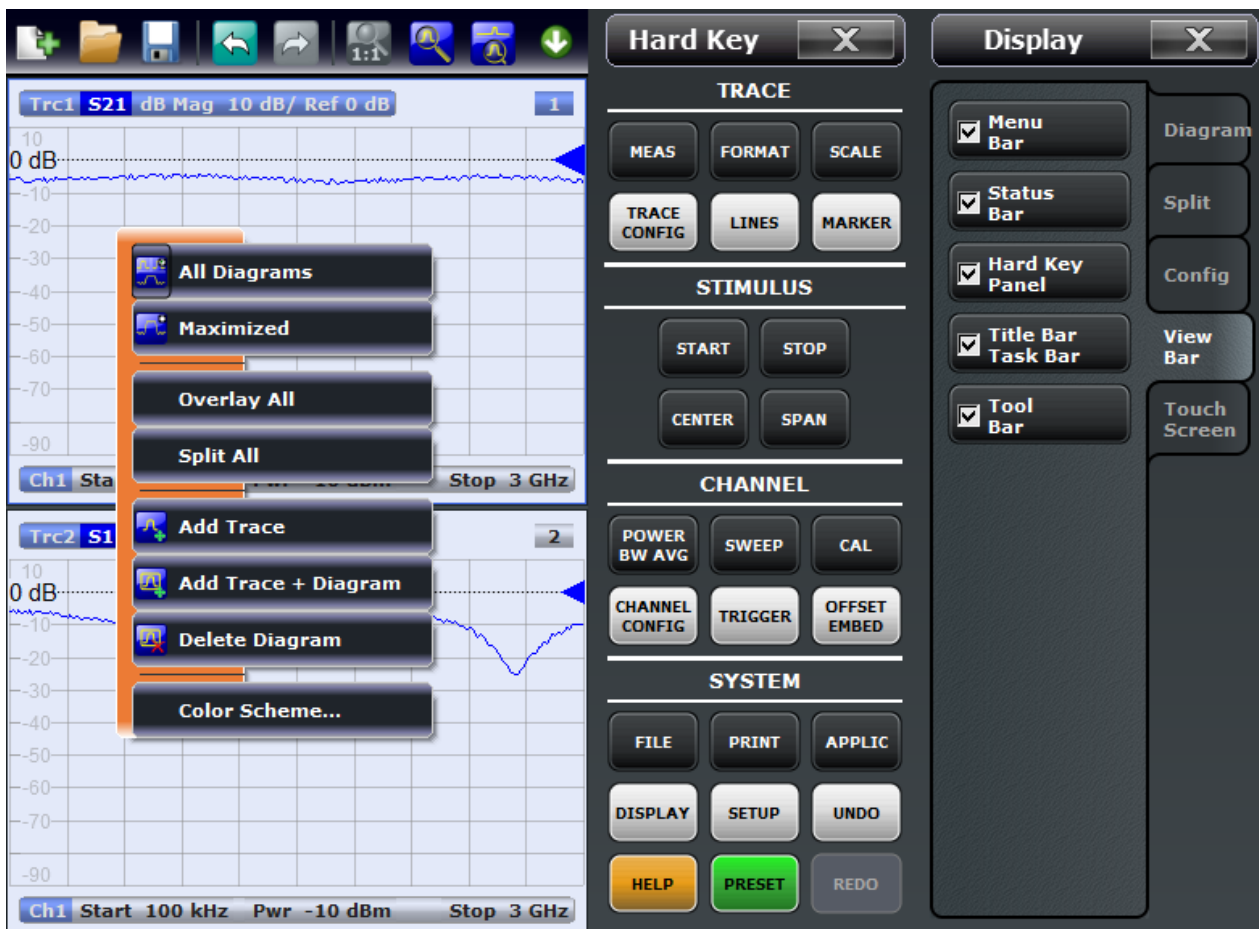 1:1
Trc1 S21 dB Mag 10 dB/ Ref 0 dB 1
10
0 dB
-10
-20
-30
-40
-50
-60
-70
-90
Ch1 Sta
Stop 3 GHz
All Diagrams
Maximized
Overlay All
Split All
Add Trace
Add Trace + Diagram
Delete Diagram
Color Scheme...
Trc2 S1 2
10
0 dB
-10
-20
-30
-40
-50
-60
-70
-90
Ch1 Start 100 kHz Pwr -10 dBm Stop 3 GHz
Hard Key X
TRACE
MEAS FORMAT SCALE
TRACE
CONFIG
LINES MARKER
STIMULUS
START STOP
CENTER SPAN
CHANNEL
POWER
BW AVG
SWEEP CAL
CHANNEL
CONFIG
TRIGGER
OFFSET
EMBED
SYSTEM
FILE PRINT APPLIC
DISPLAY SETUP UNDO
HELP PRESET REDO
Display X
Menu
Bar
Status
Bar
Hard Key
Panel
Title Bar
Task Bar
Tool
Bar
Diagram
Split
Config
View
Bar
Touch
Screen